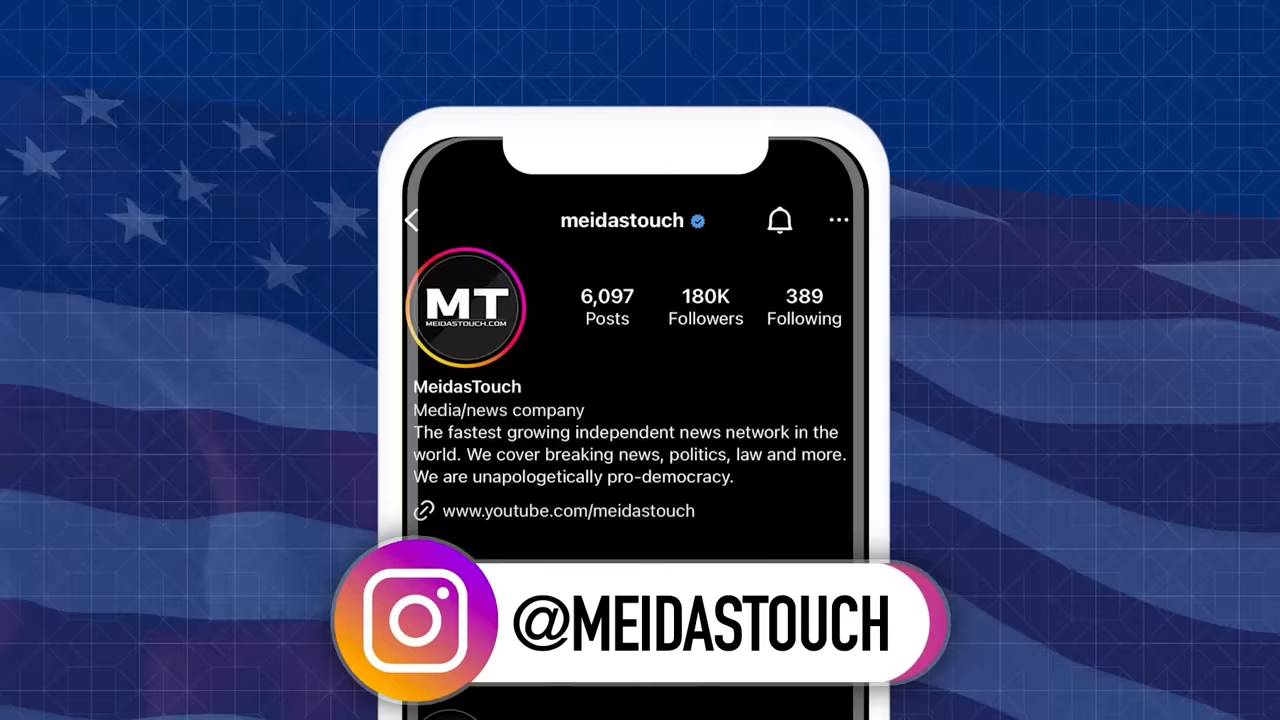 meidastouch
MT
MEIDASTOUCH.COM
6,097
Posts
180K
Followers
389
Following
MeidasTouch
Media/news company
The fastest growing independent news network in the
world. We cover breaking news, politics, law and more.
We are unapologetically pro-democracy.
www.youtube.com/meidastouch
@MEIDASTOUCH